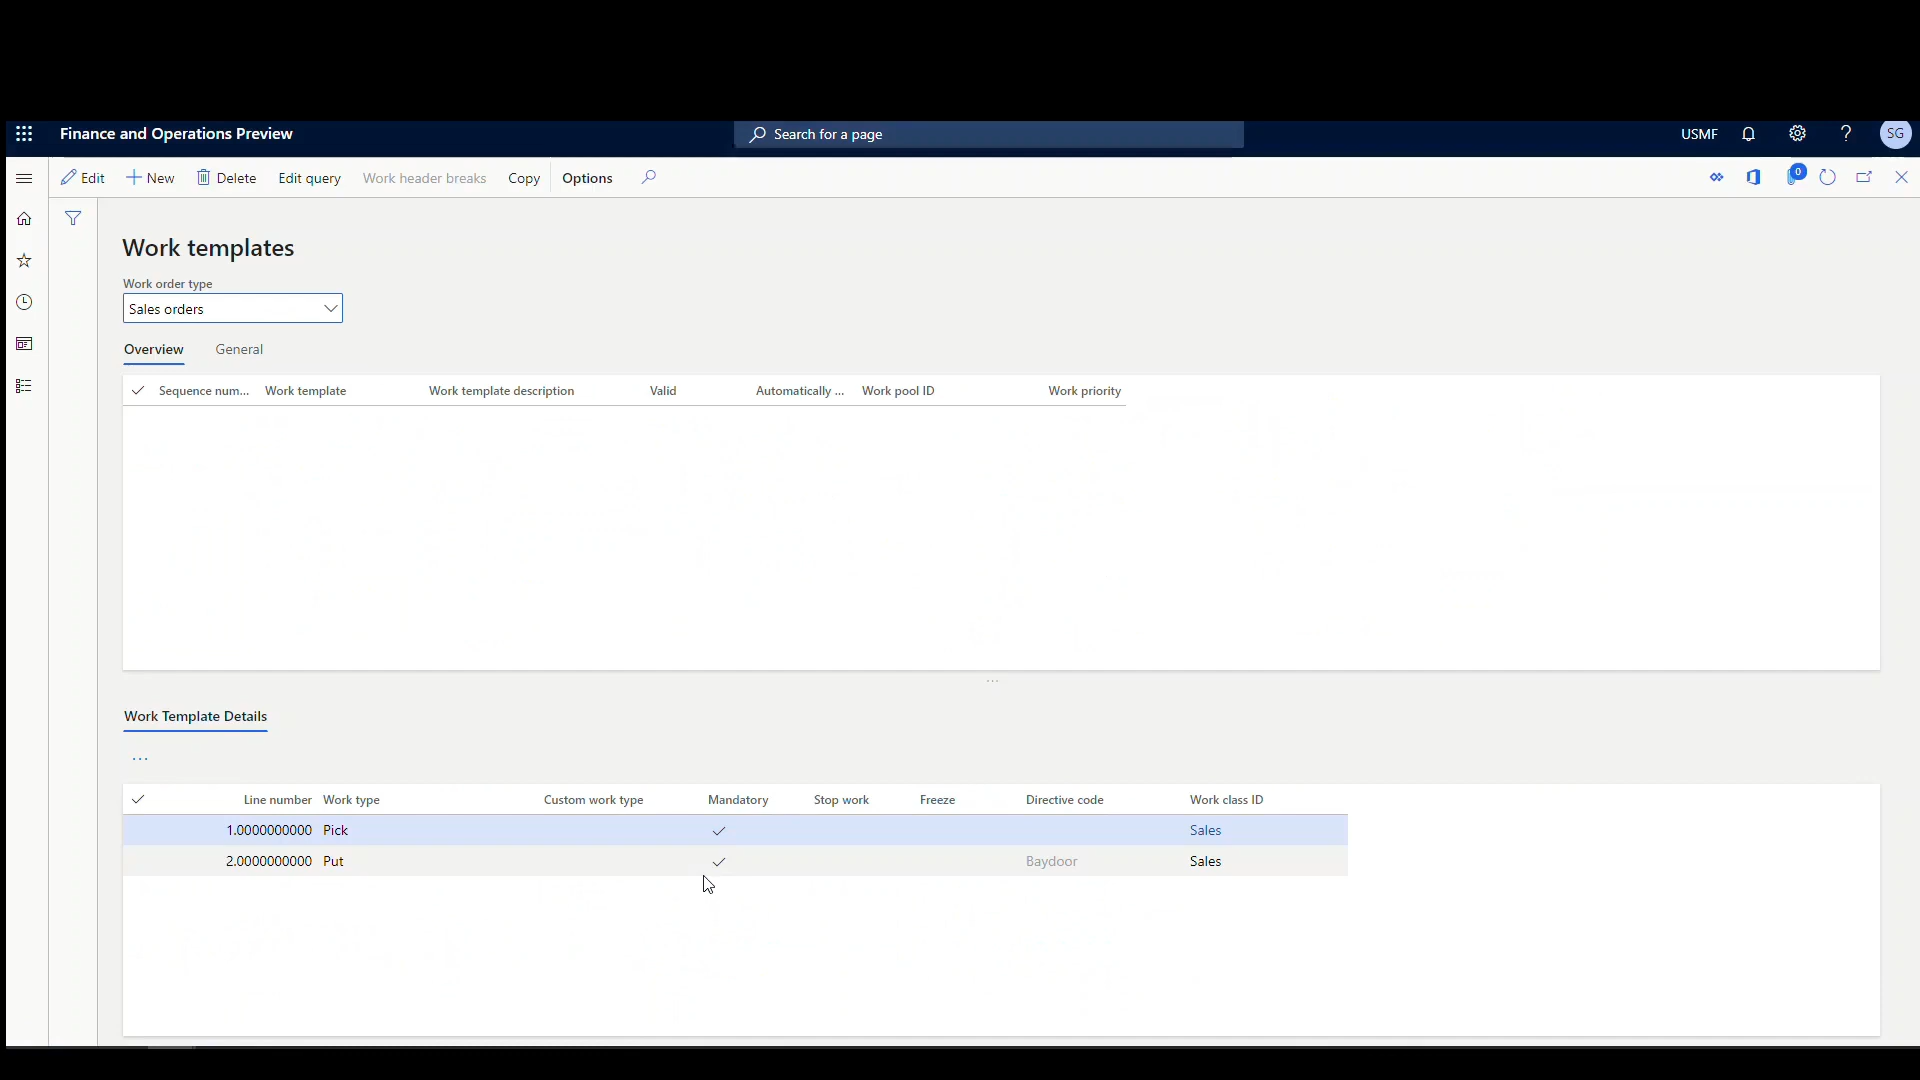 Finance and Operations Preview
Search for a page
USMF
SG
Edit
New
Delete
Edit query
Work header breaks
Copy
Options
0
Work templates
Work order type
Sales orders
Overview
General
Sequence num...
Work template
Work template description
Valid
Automatically ...
Work pool ID
Work priority
...
Work Template Details
...
Line number
Work type
Custom work type
Mandatory
Stop work
Freeze
Directive code
Work class ID
1.0000000000 Pick Sales
2.0000000000 Put Baydoor Sales